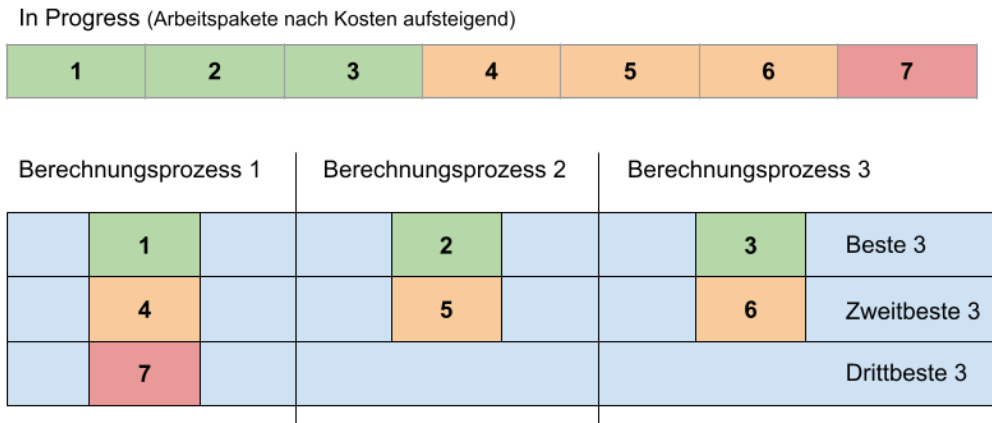 In Progress (Arbeitspakete nach Kosten aufsteigend)
1 2 3 4 5 6 7
Berechnungsprozess 1 Berechnungsprozess 2 Berechnungsprozess 3
1 2 3 Beste 3
4 5 6 Zweitbeste 3
7 Drittbeste 3